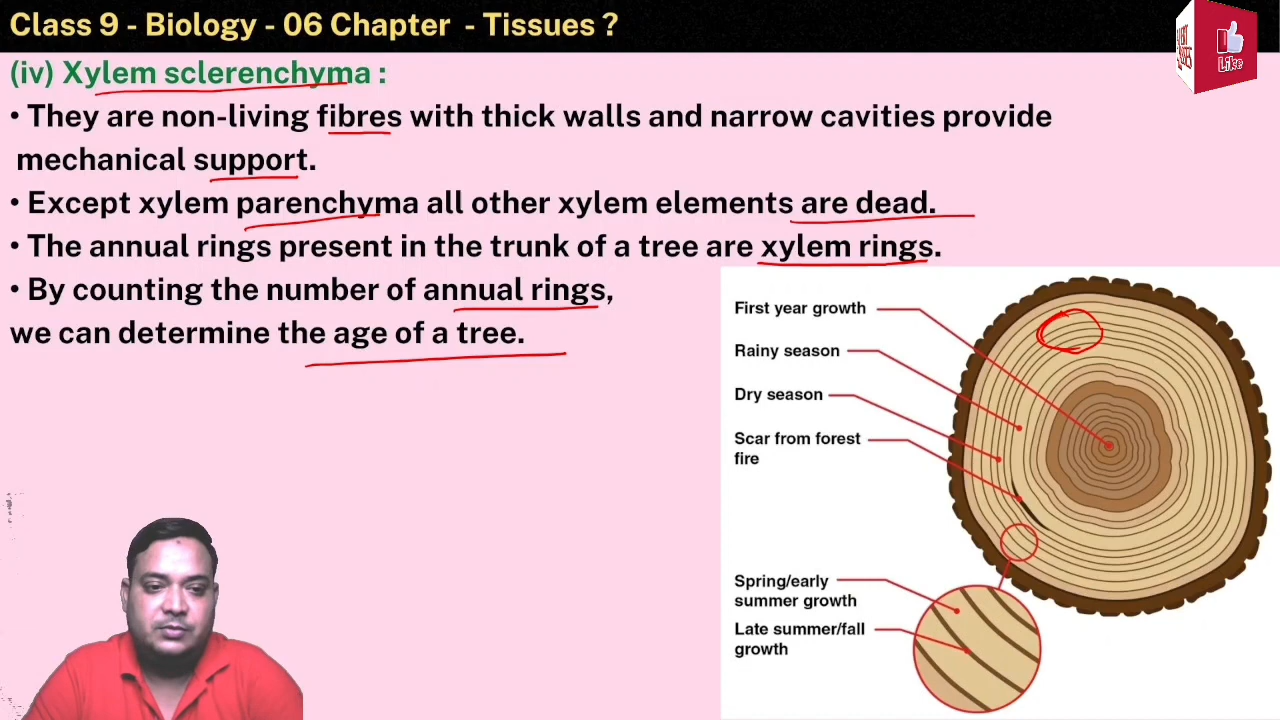 Class 9 - Biology - 06 Chapter - Tissues ?
Like
(iv) Xylem sclerenchyma :
• They are non-living fibres with thick walls and narrow cavities provide
mechanical support.
• Except xylem parenchyma all other xylem elements are dead.
• The annual rings present in the trunk of a tree are xylem rings.
• By counting the number of annual rings,
we can determine the age of a tree.
First year growth
Rainy season
Dry season
Scar from forest
fire
Spring/early
summer growth
Late summer/fall
growth